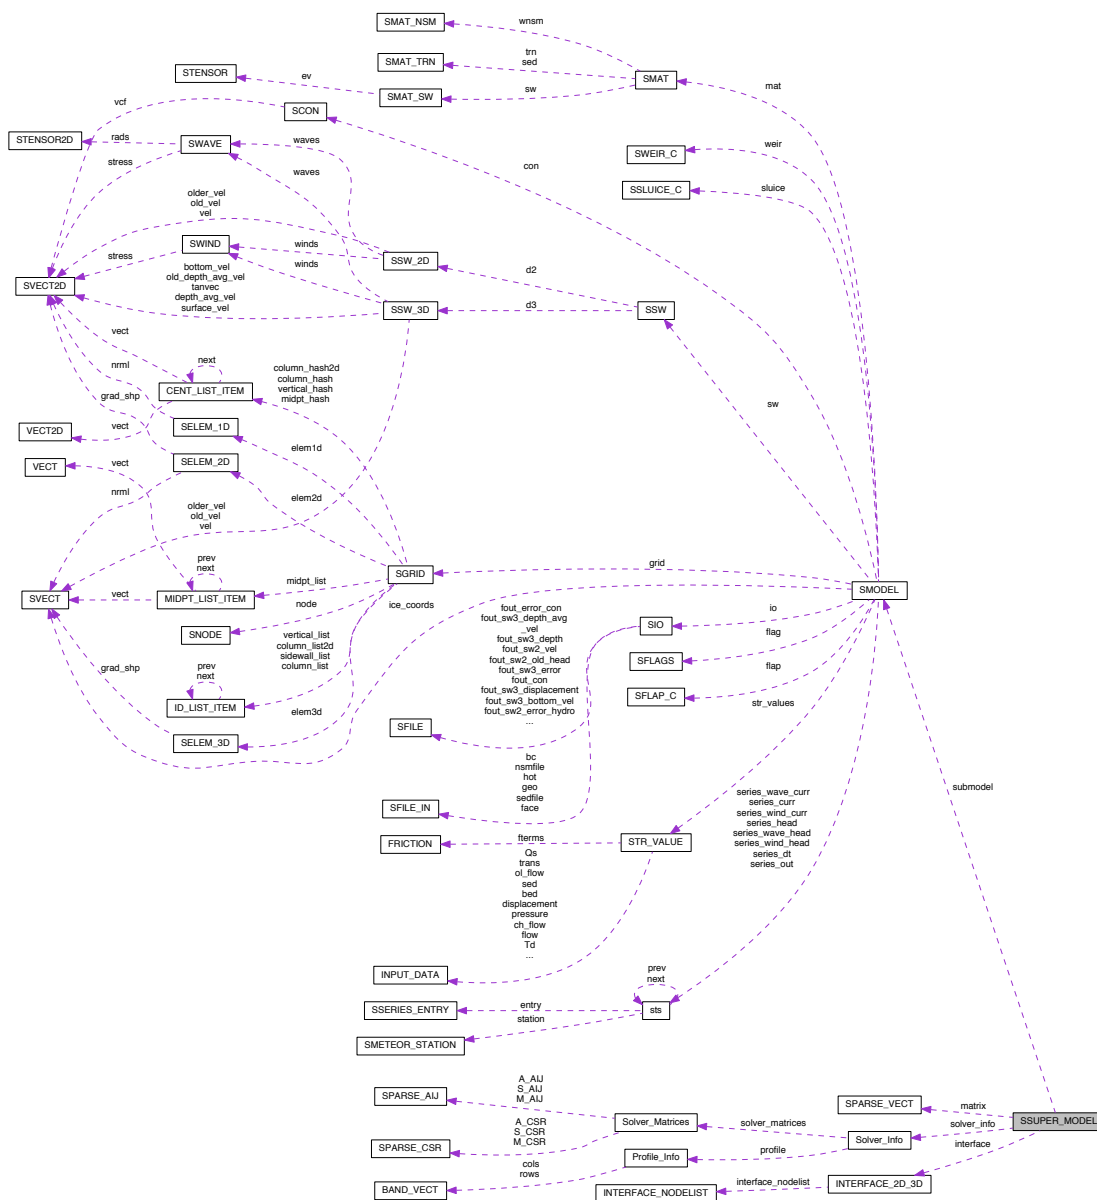 SMAT_NSM
wnsm
trn
sed
SMAT_TRN
STENSOR
ev
SMAT_SW
sw
SMAT
mat
vcf
SCON
STENSOR2D
rads
SWAVE
waves
SWEIR_C
weir
stress
waves
con
SSLUICE_C
sluice
older_vel
old_vel
vel
SWIND
winds
SSW_2D
stress
winds
d2
bottom_vel
old_depth_avg_vel
tanvec
depth_avg_vel
surface_vel
SVECT2D
SSW_3D
d3
SSW
vect
next
nrml
CENT_LIST_ITEM
column_hash2d
column_hash
vertical_hash
midpt_hash
grad_shp
VECT2D
vect
SELEM_1D
sw
elem1d
VECT
vect
SELEM_2D
nrml
elem2d
older_vel
old_vel
vel
prev
next
SGRID
grid
midpt_list
SVECT
vect
MIDPT_LIST_ITEM
SMODEL
node
ice_coords
SNODE
fout_error_con
fout_sw3_depth_avg
_vel
fout_sw3_depth
fout_sw2_vel
fout_sw2_old_head
fout_sw3_error
fout_con
fout_sw3_displacement
fout_sw3_bottom_vel
fout_sw2_error_hydro
...
SIO
io
flag
SFLAGS
flap
SFLAP_C
str_values
vertical_list
column_list2d
sidewall_list
column_list
grad_shp
prev
next
ID_LIST_ITEM
elem3d
SELEM_3D
SFILE
bc
nsmfile
hot
geo
sedfile
face
SFILE_IN
submodel
series_wave_curr
series_curr
series_wind_curr
series_head
series_wave_head
series_wind_head
series_dt
series_out
FRICTION
fterms
STR_VALUE
Qs
trans
ol_flow
sed
bed
displacement
pressure
ch_flow
flow
Td
...
INPUT_DATA
prev
next
SSERIES_ENTRY
entry
sts
station
SMETEOR_STATION
A_AIJ
S_AIJ
M_AIJ
SPARSE_AIJ
SPARSE_VECT
matrix
SSUPER_MODEL
A_CSR
S_CSR
M_CSR
Solver_Matrices
solver_matrices
Solver_Info
solver_info
SPARSE_CSR
profile
interface
Profile_Info
cols
rows
BAND_VECT
INTERFACE_NODELIST
interface_nodelist
INTERFACE_2D_3D